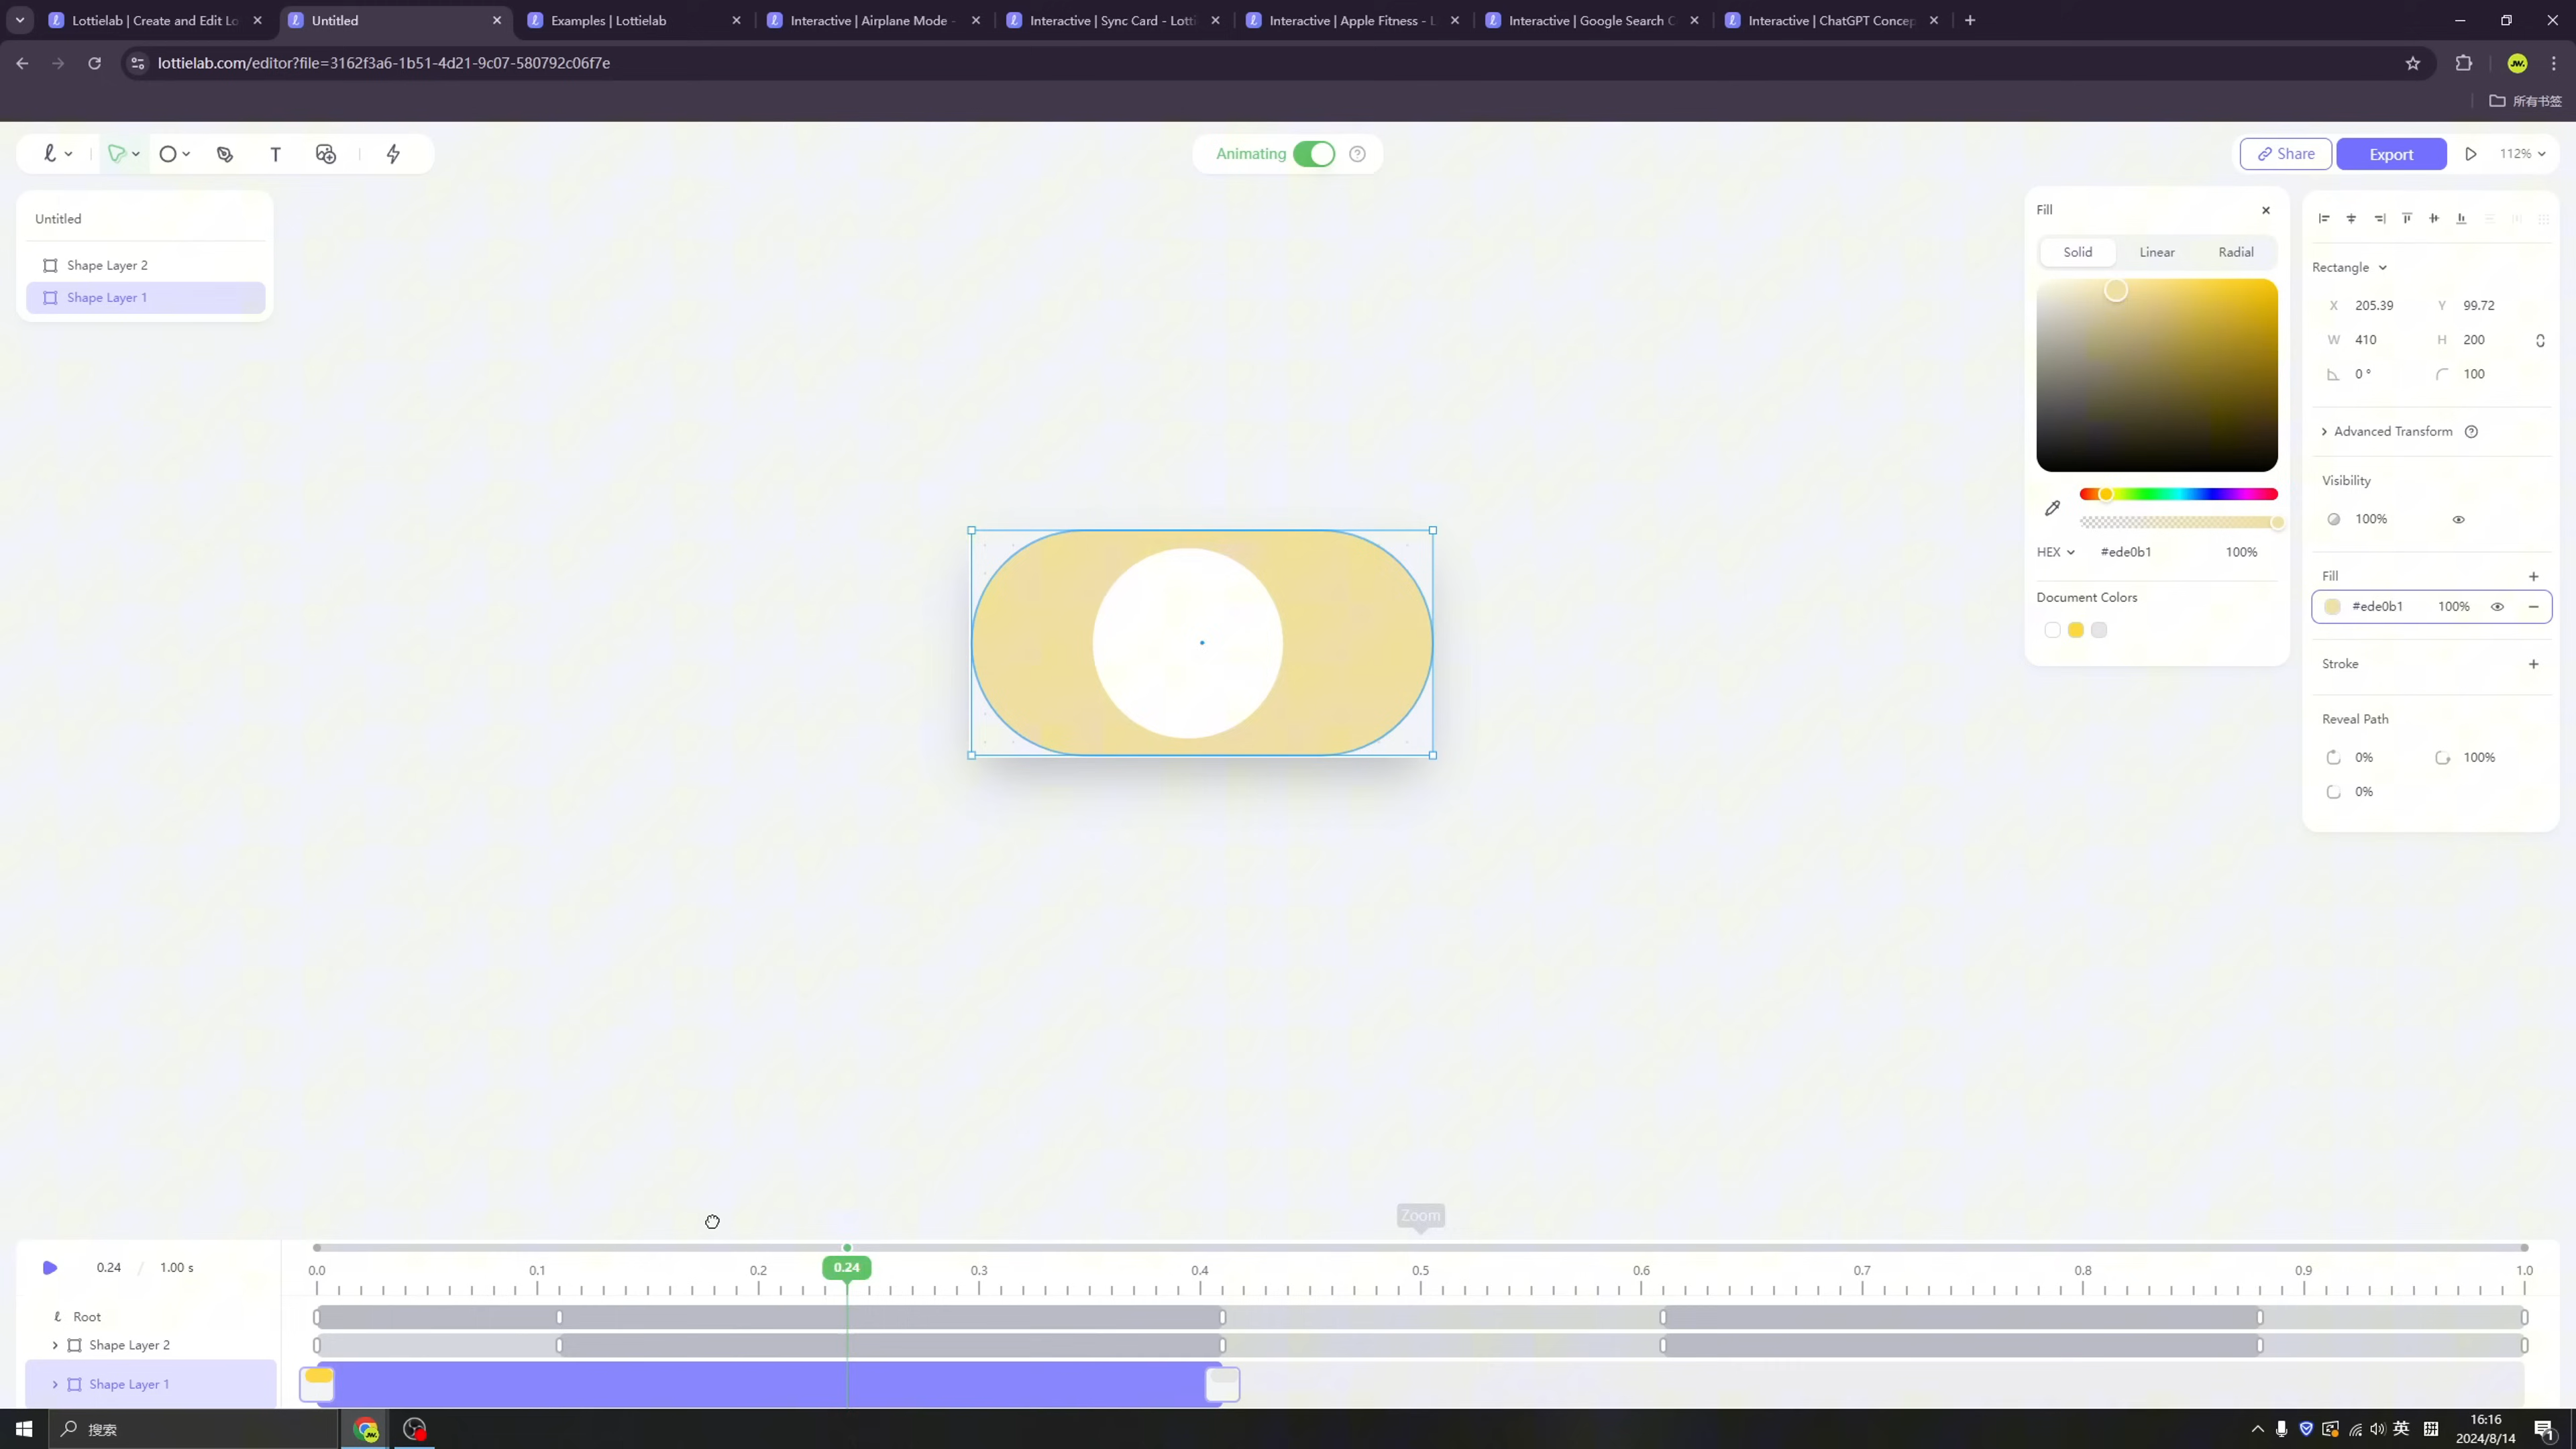 Lottielab | Create and Edit Lo
Untitled
Examples | Lottielab
Interactive | Airplane Mode -
Interactive | Sync Card - Lotti
Interactive | Apple Fitness - L
Interactive | Google Search C
Interactive | ChatGPT Concep
lottielab.com/editor?file=3162f3a6-1b51-4d21-9c07-580792c06f7e
JW.
所有书签
T
Animating
Share
Export
112%
Untitled
Shape Layer 2
Shape Layer 1
Fill
Solid
Linear
Radial
HEX
#ede0b1
100%
Document Colors
Rectangle
X 205.39 Y 99.72
W 410 H 200
0 ° 100
Advanced Transform
Visibility
100%
Fill
#ede0b1 100%
Stroke
Reveal Path
0% 100%
0%
Zoom
0.24 / 1.00 s
0.0 0.1 0.2 0.24 0.3 0.4 0.5 0.6 0.7 0.8 0.9 1.0
Root
Shape Layer 2
Shape Layer 1
搜索
英
拼
16:16
2024/8/14
1